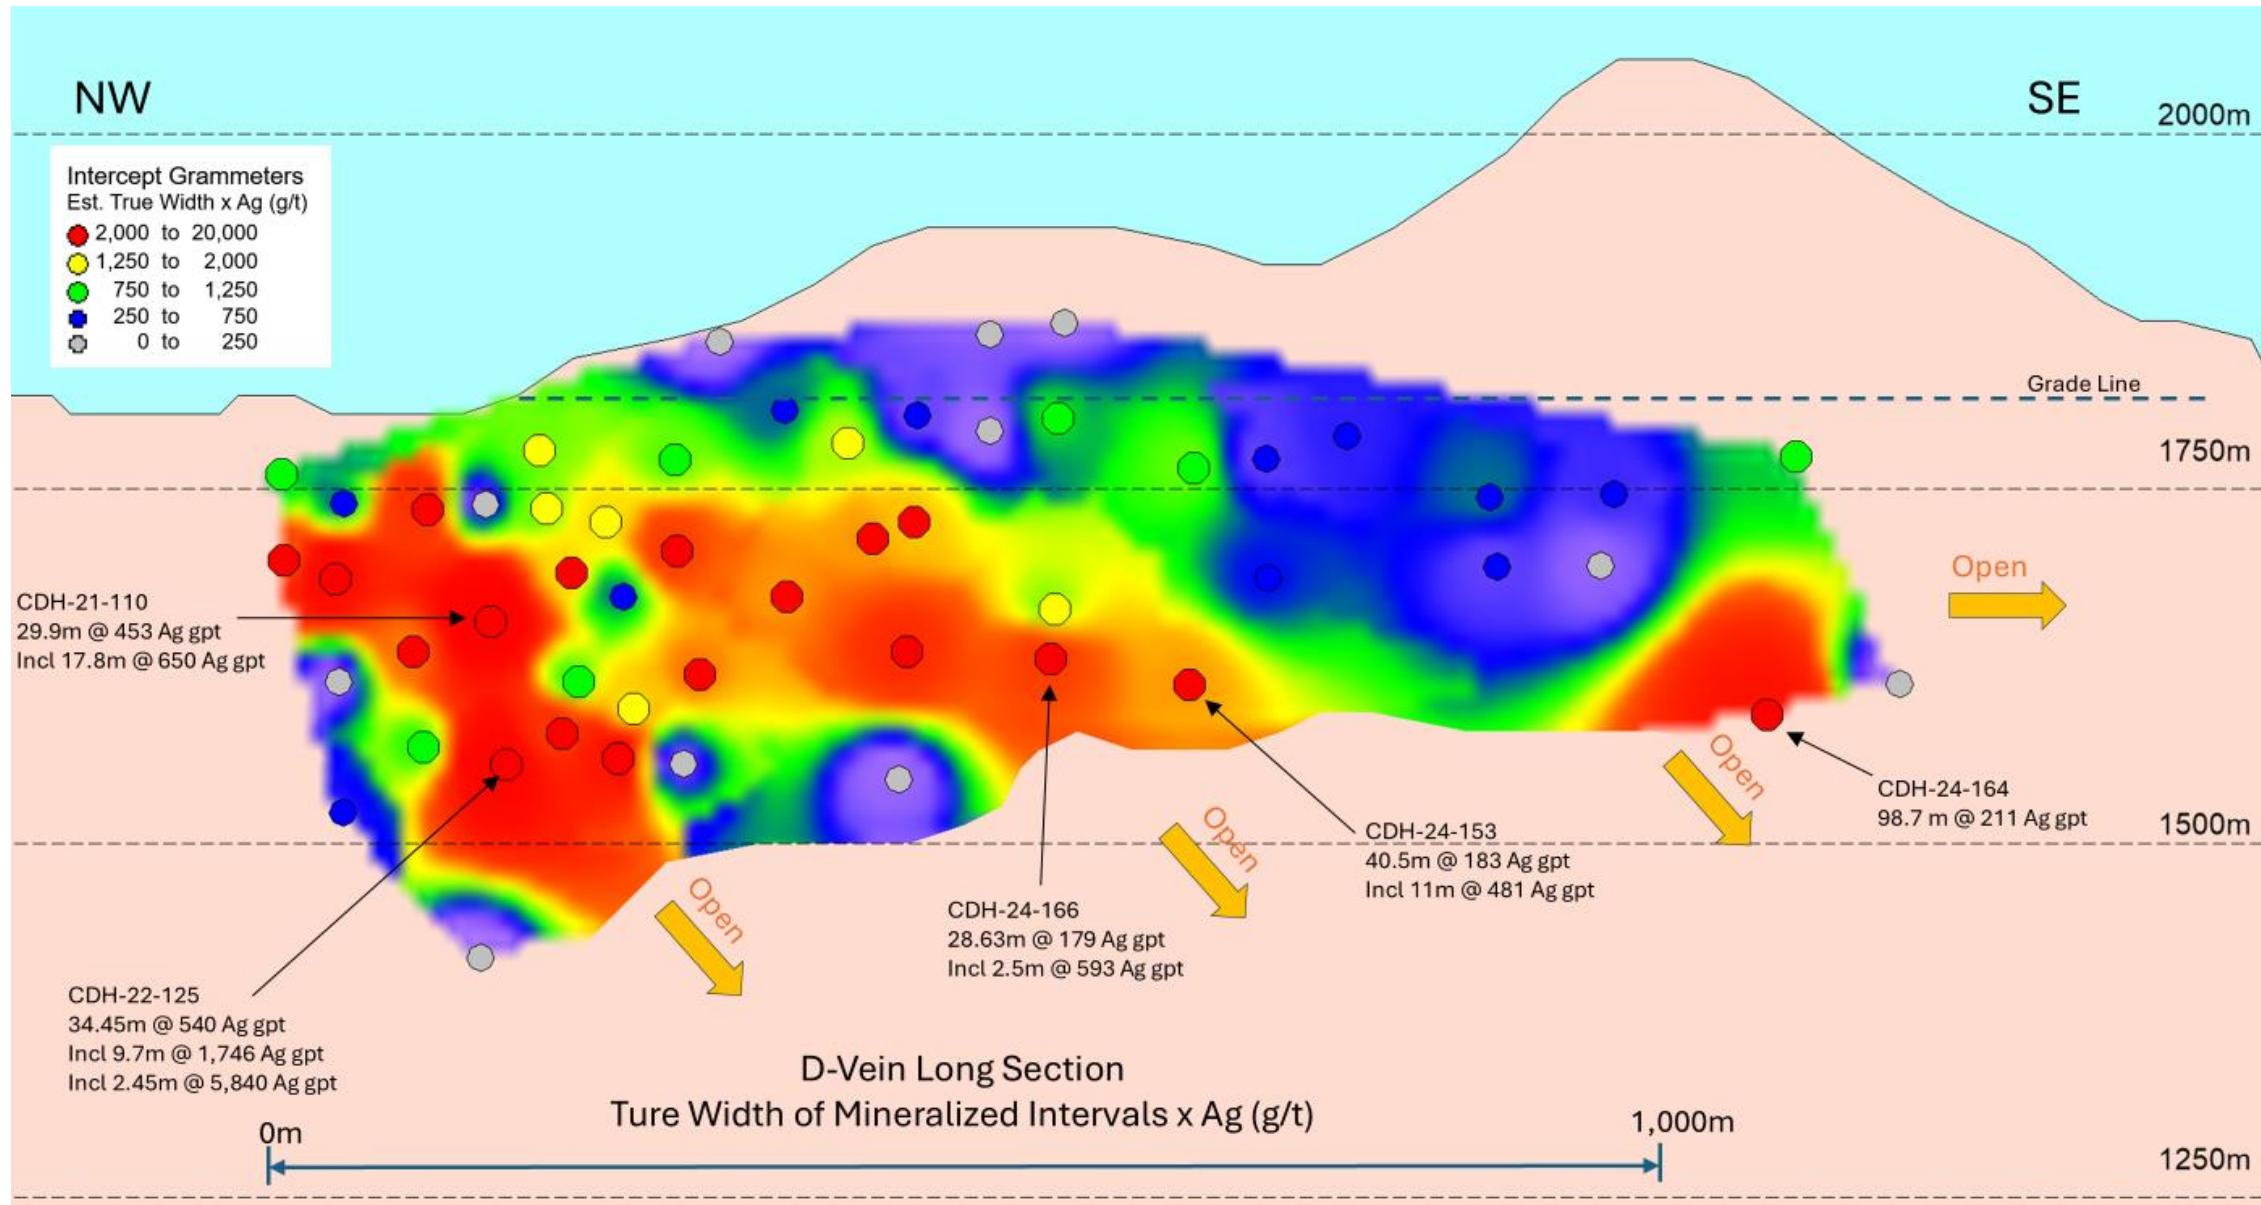 NW
SE
2000m
Intercept Grammeters
Est. True Width x Ag (g/t)
2,000 to 20,000
1,250 to 2,000
750 to 1,250
250 to 750
0 to 250
Grade Line
1750m
Open
CDH-21-110
29.9m @ 453 Ag gpt
Incl 17.8m @ 650 Ag gpt
Open
CDH-24-164
98.7 m @ 211 Ag gpt
1500m
Open
CDH-24-153
40.5m @ 183 Ag gpt
Incl 11m @ 481 Ag gpt
Open
CDH-24-166
28.63m @ 179 Ag gpt
Incl 2.5m @ 593 Ag gpt
CDH-22-125
34.45m @ 540 Ag gpt
Incl 9.7m @ 1,746 Ag gpt
Incl 2.45m @ 5,840 Ag gpt
D-Vein Long Section
Ture Width of Mineralized Intervals x Ag (g/t)
0m
1,000m
1250m